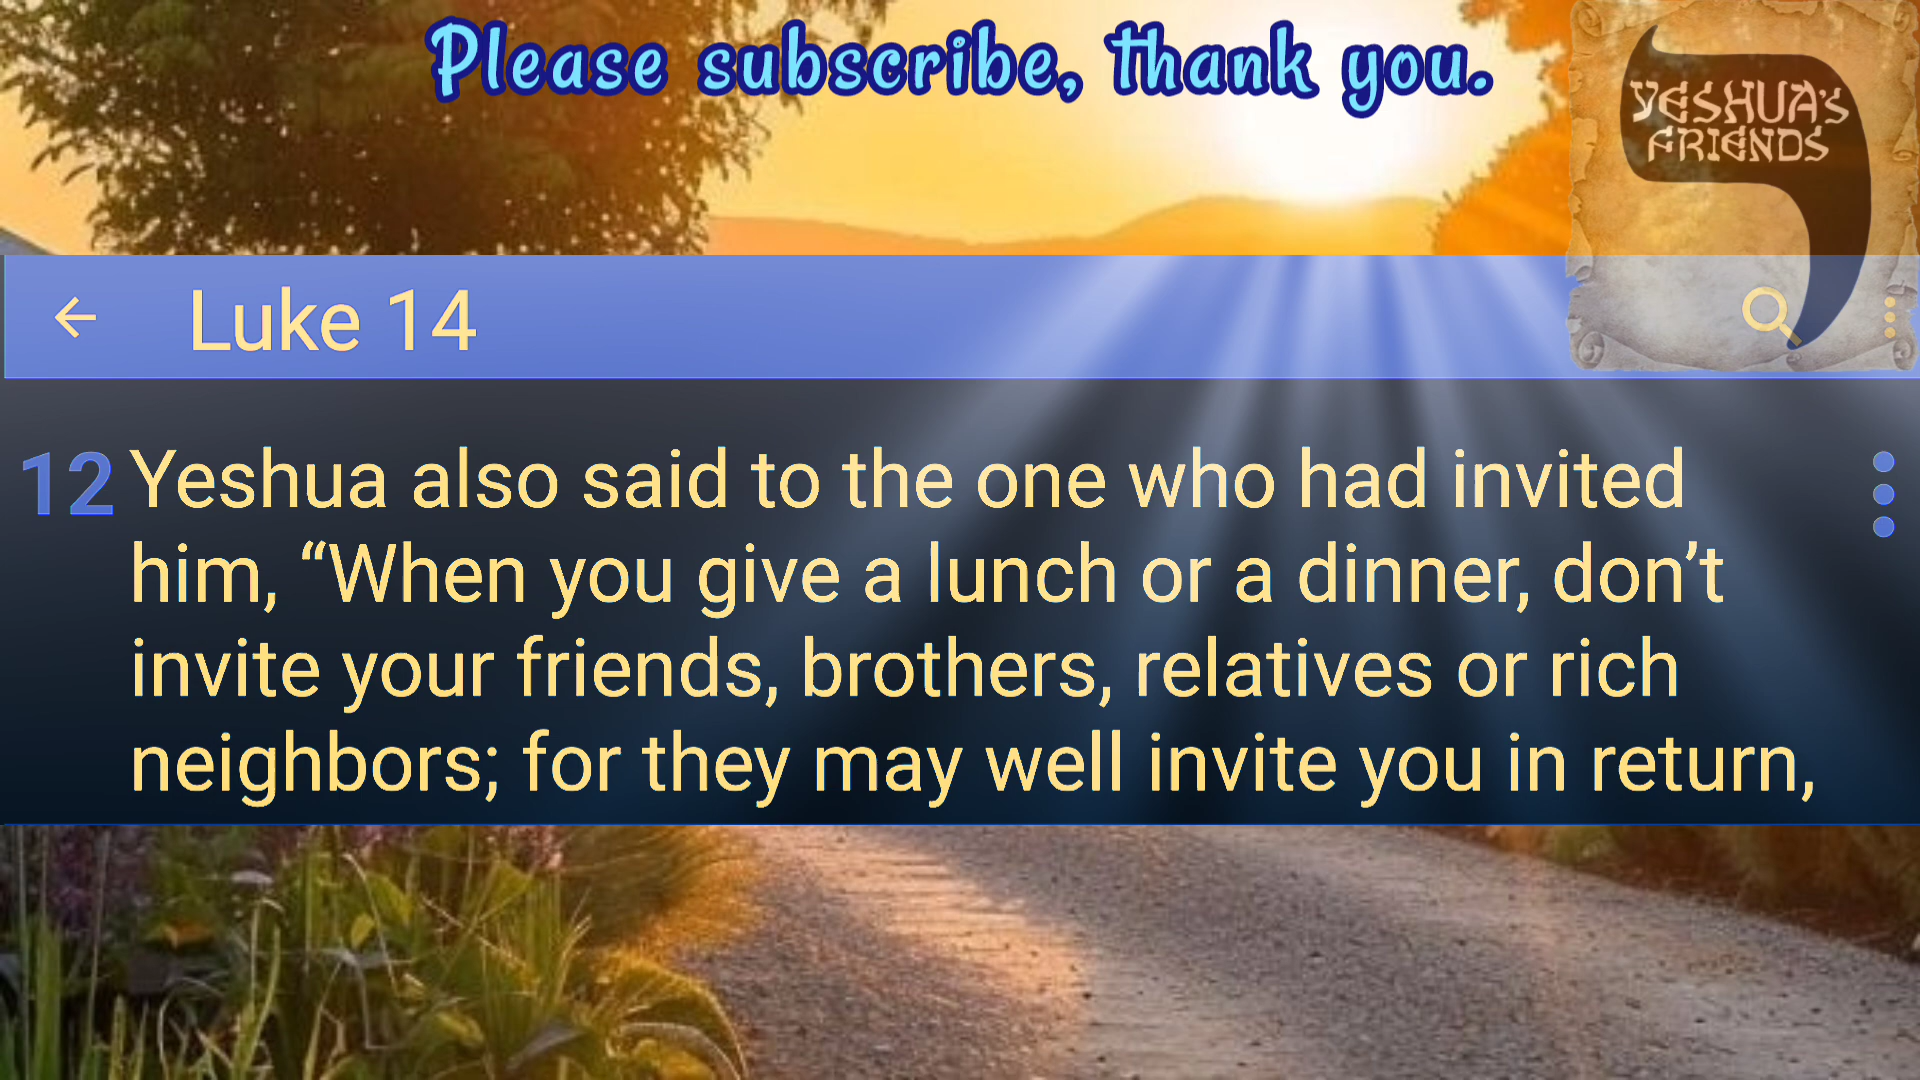 Please subscribe, thank you.
YESHUA'S
FRIENDS
Luke 14
12 Yeshua also said to the one who had invited
him, “When you give a lunch or a dinner, don’t
invite your friends, brothers, relatives or rich
neighbors; for they may well invite you in return,